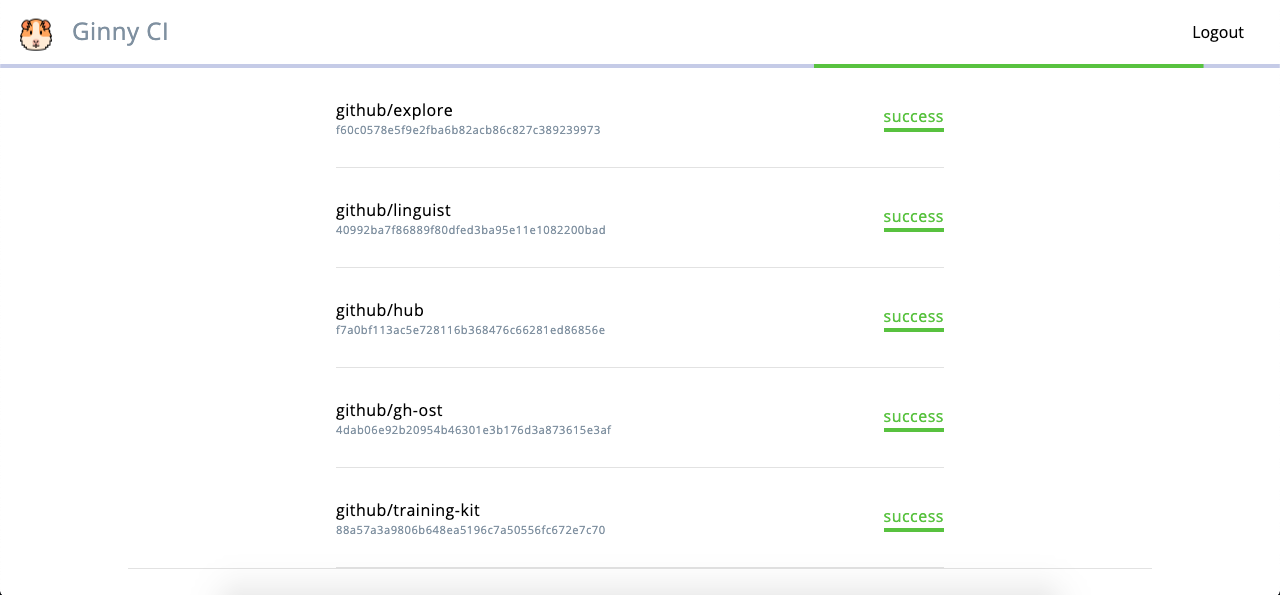 Ginny CI
Logout
github/explore
success
f60c0578e5f9e2fba6b82acb86c827c389239973
github/linguist
success
40992ba7f86889f80dfed3ba95e11e1082200bad
github/hub
success
f7a0bf113ac5e728116b368476c66281ed86856e
github/gh-ost
success
4dab06e92b20954b46301e3b176d3a873615e3af
github/training-kit
success
88a57a3a9806b648ea5196c7a50556fc672e7c70